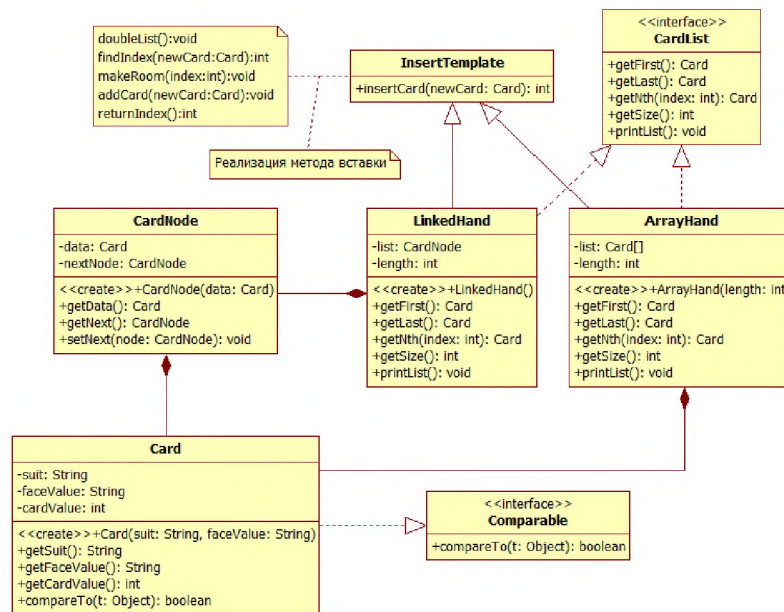 doubleList():void
findIndex(newCard:Card):int
makeRoom(index:int):void
addCard(newCard:Card):void
returnIndex():int
InsertTemplate
+insertCard(newCard: Card): int
<<interface>>
CardList
+getFirst(): Card
+getLast(): Card
+getNth(index: int): Card
+getSize(): int
+printList(): void
Реализация метода вставки
CardNode
-data: Card
-nextNode: CardNode
<<create>>+CardNode(data: Card)
+getData(): Card
+getNext(): CardNode
+setNext(node: CardNode): void
LinkedHand
-list: CardNode
-length: int
<<create>>+LinkedHand()
+getFirst(): Card
+getLast(): Card
+getNth(index: int): Card
+getSize(): int
+printList(): void
ArrayHand
-list: Card[]
-length: int
<<create>>+ArrayHand(length: int
+getFirst(): Card
+getLast(): Card
+getNth(index: int): Card
+getSize(): int
+printList(): void
Card
-suit: String
-faceValue: String
-cardValue: int
<<create>>+Card(suit: String, faceValue: String)
+getSuit(): String
+getFaceValue(): String
+getCardValue(): int
+compareTo(t: Object): boolean
<<interface>>
Comparable
+compareTo(t: Object): boolean